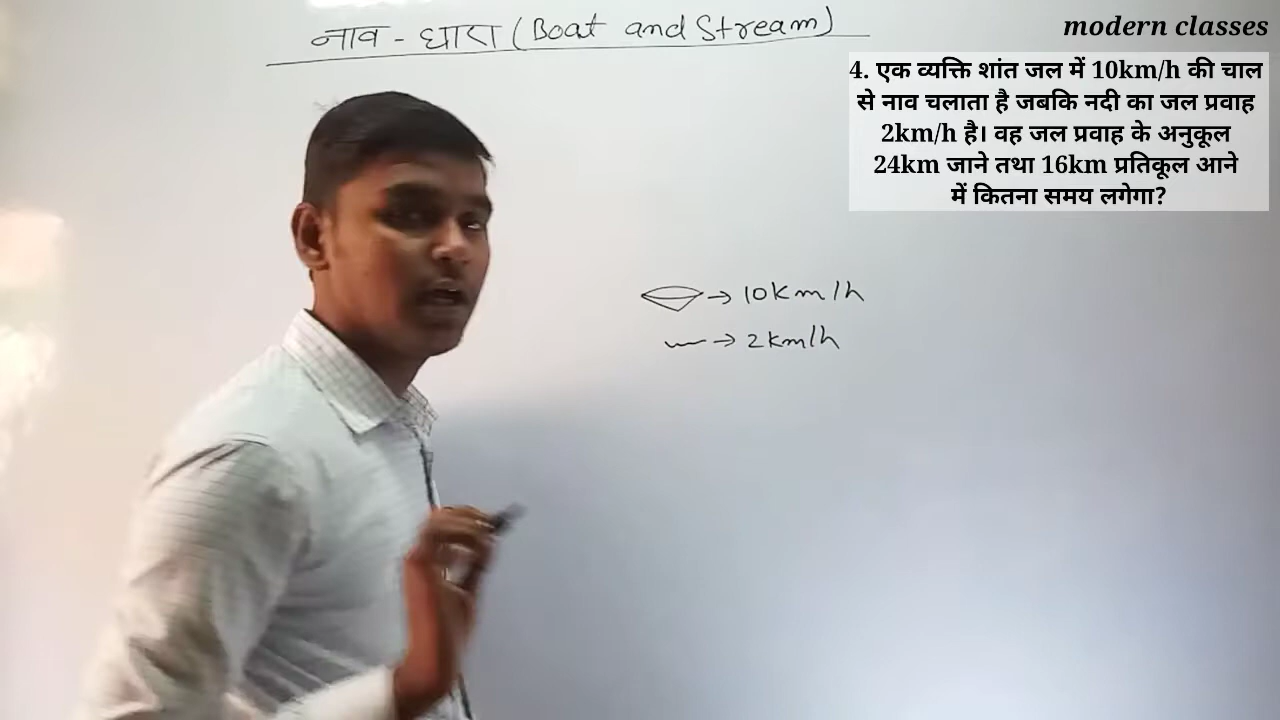 नाव - धारा (Boat and Stream)
modern classes
4. एक व्यक्ति शांत जल में 10km/h की चाल
से नाव चलाता है जबकि नदी का जल प्रवाह
2km/h है। वह जल प्रवाह के अनुकूल
24km जाने तथा 16km प्रतिकूल आने
में कितना समय लगेगा?
→ 10km/h
→ 2km/h